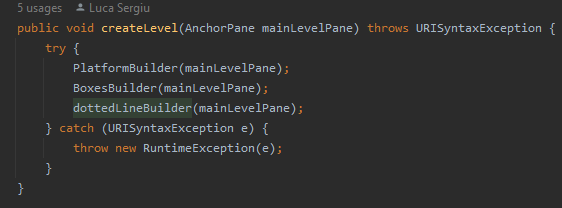 5 usages Luca Sergiu
public void createLevel(AnchorPane mainLevelPane) throws URISyntaxException {
    try {
        PlatformBuilder(mainLevelPane);
        BoxesBuilder(mainLevelPane);
        dottedLineBuilder(mainLevelPane);
    } catch (URISyntaxException e) {
        throw new RuntimeException(e);
    }
}